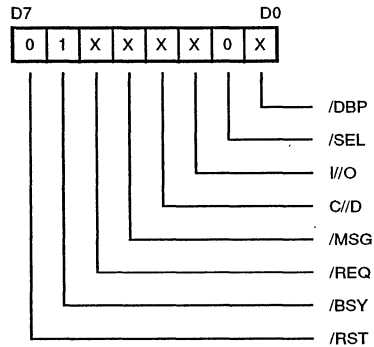 D7 D0
0 1 X X X X 0 X
/DBP
/SEL
I//O
C//D
/MSG
/REQ
/BSY
/RST